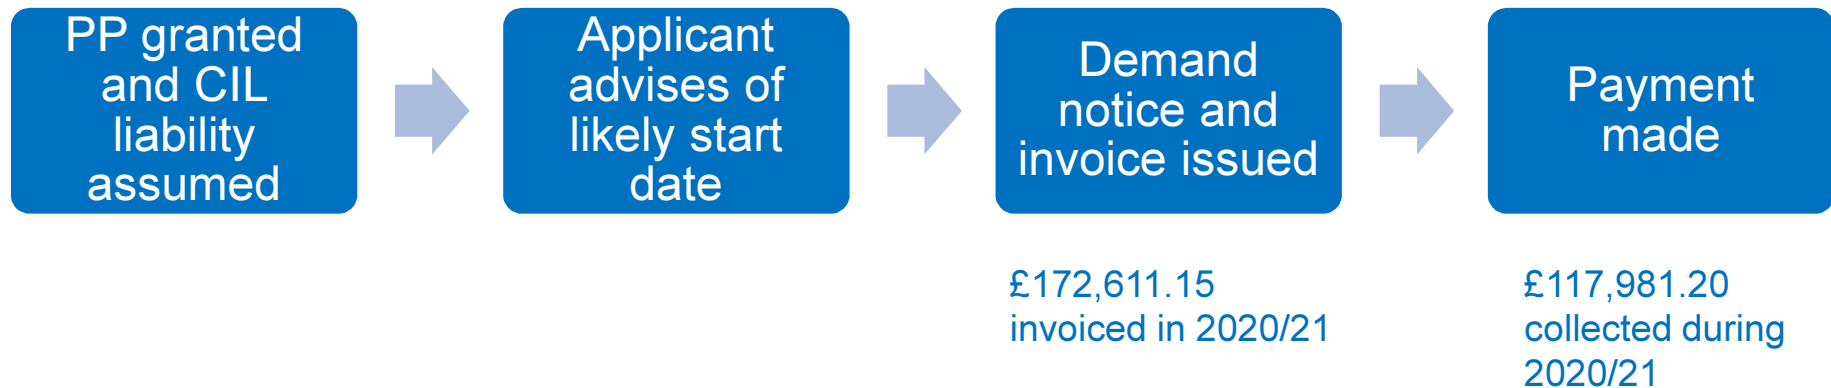 PP granted
and CIL
liability
assumed
Applicant
advises of
likely start
date
Demand
notice and
invoice issued
Payment
made
£172,611.15
invoiced in 2020/21
£117,981.20
collected during
2020/21